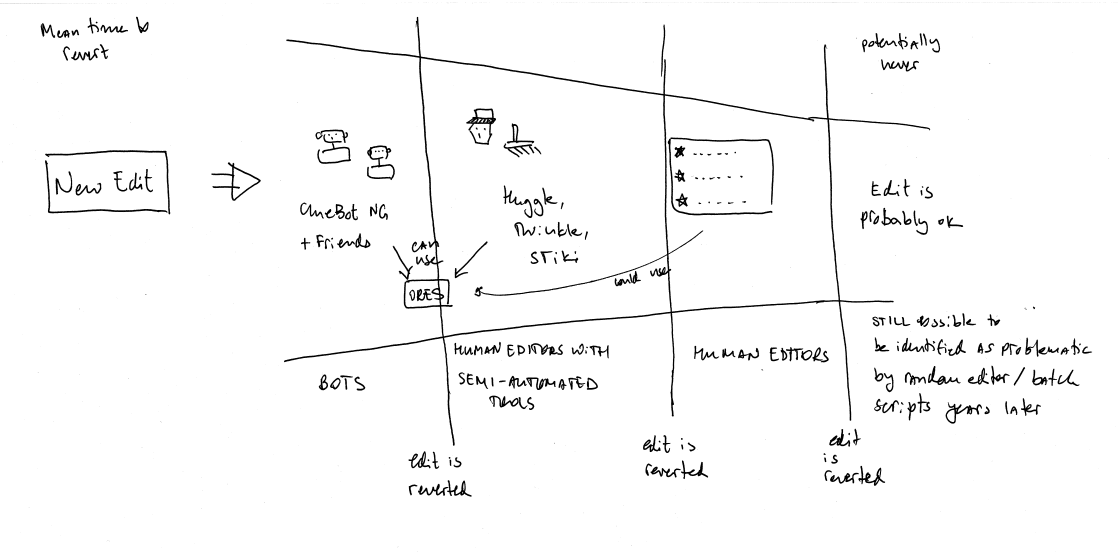 Mean time to
revert
potentially
never
New Edit
ClueBot NG
+ Friends
Huggle,
Twinkle,
STiki
CAN
use
ORES
could use
Edit is
probably ok
BOTS
HUMAN EDITORS WITH
SEMI-AUTOMATED
TOOLS
HUMAN EDITORS
STILL possible to
be identified AS problematic
by random editor / batch
scripts years later
edit is
reverted
edit is
reverted
edit
is
reverted